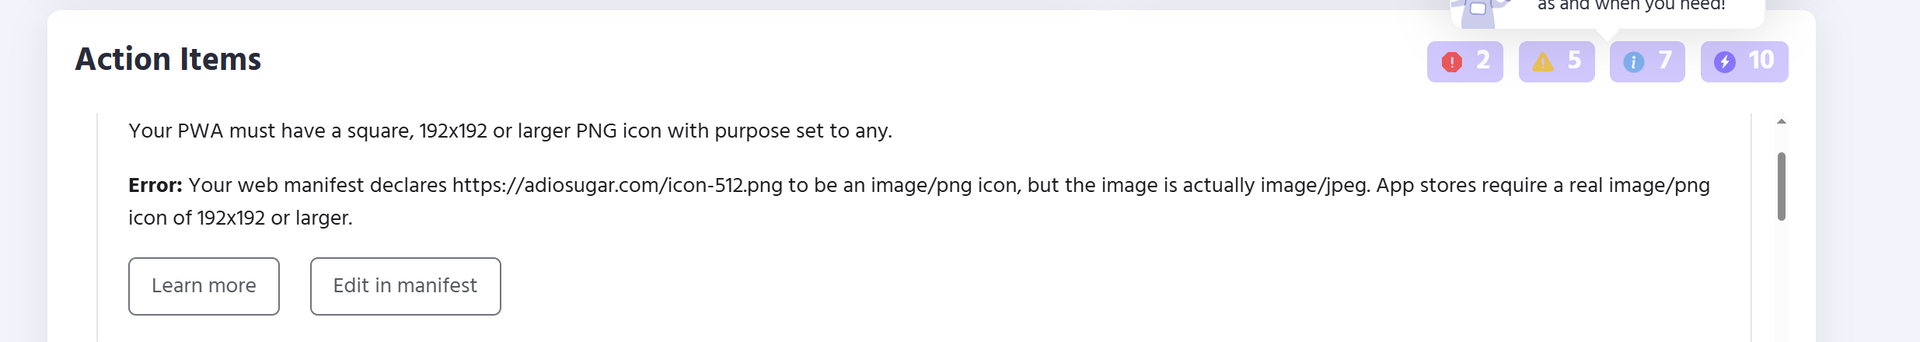 as and when you need!
Action Items
2
5
7
10
Your PWA must have a square, 192x192 or larger PNG icon with purpose set to any.
Error: Your web manifest declares https://adiosugar.com/icon-512.png to be an image/png icon, but the image is actually image/jpeg. App stores require a real image/png
icon of 192x192 or larger.
Learn more
Edit in manifest